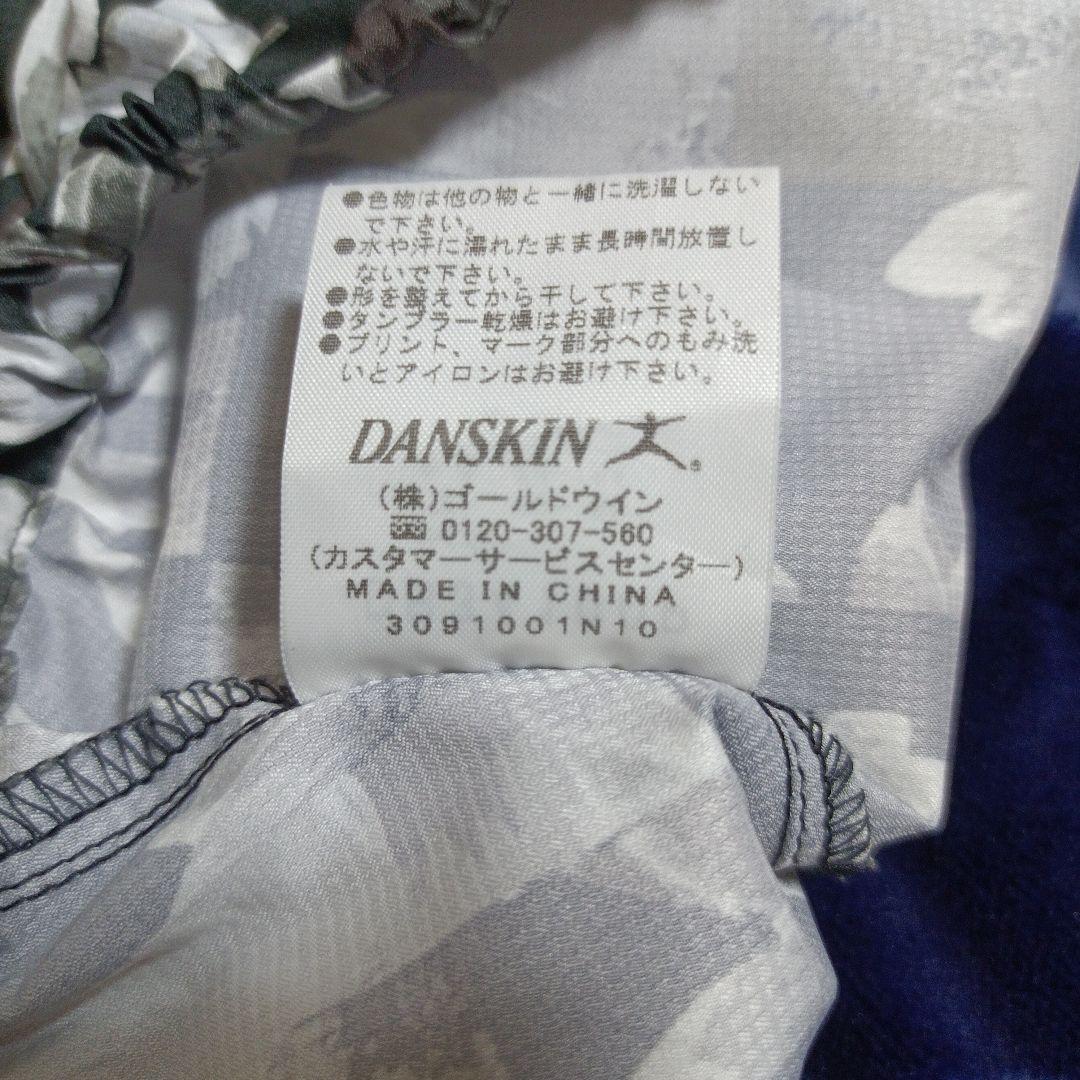 ●色物は他の物と一緒に洗濯しない
で下さい。
●水や汗に濡れたまま長時間放置し
ないで下さい。
●形を整えてから干して下さい。
●タンブラー乾燥はお避け下さい。
●プリント、マーク部分へのもみ洗
いとアイロンはお避け下さい。
DANSKIN®
(株)ゴールドウイン
0120-307-560
(カスタマーサービスセンター)
MADE IN CHINA
3091001N10